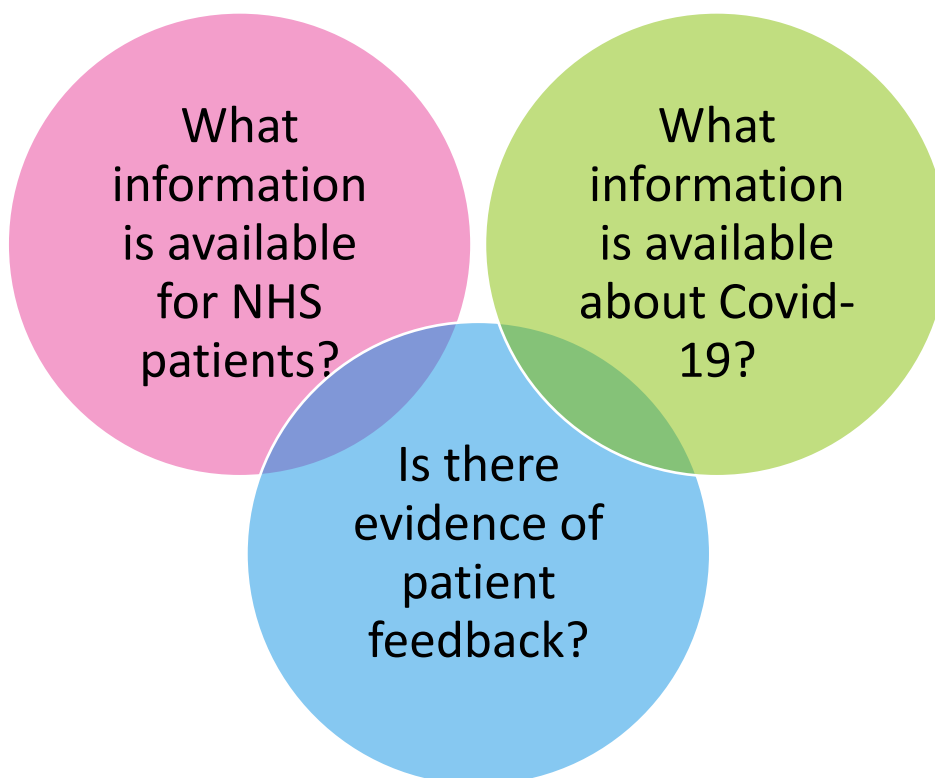 What
information
is available
for NHS
patients?
What
information
is available
about Covid-
19?
Is there
evidence of
patient
feedback?